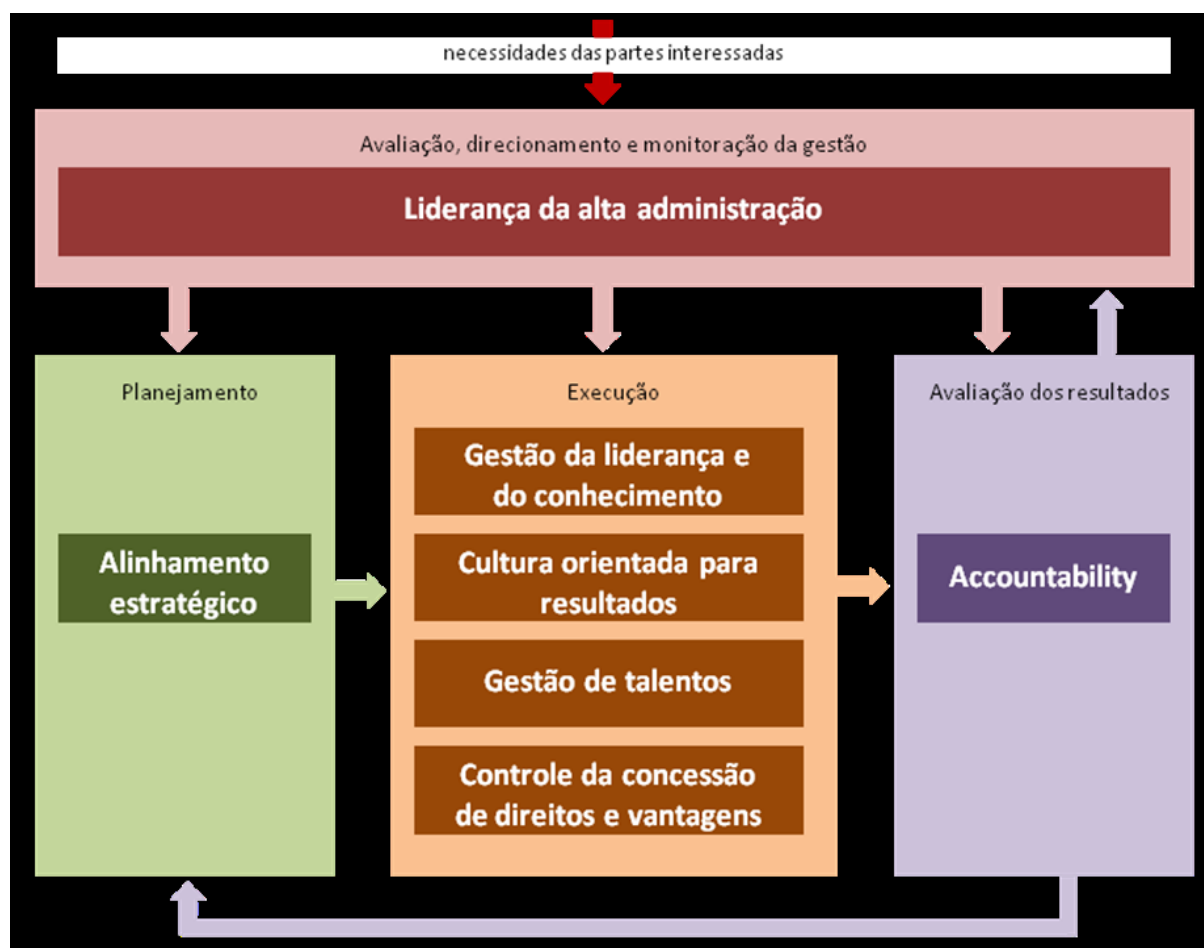 necessidades das partes interessadas
Avaliação, direcionamento e monitoração da gestão
Liderança da alta administração
Planejamento
Alinhamento
estratégico
Execução
Gestão da liderança e
do conhecimento
Cultura orientada para
resultados
Gestão de talentos
Controle da concessão
de direitos e vantagens
Avaliação dos resultados
Accountability